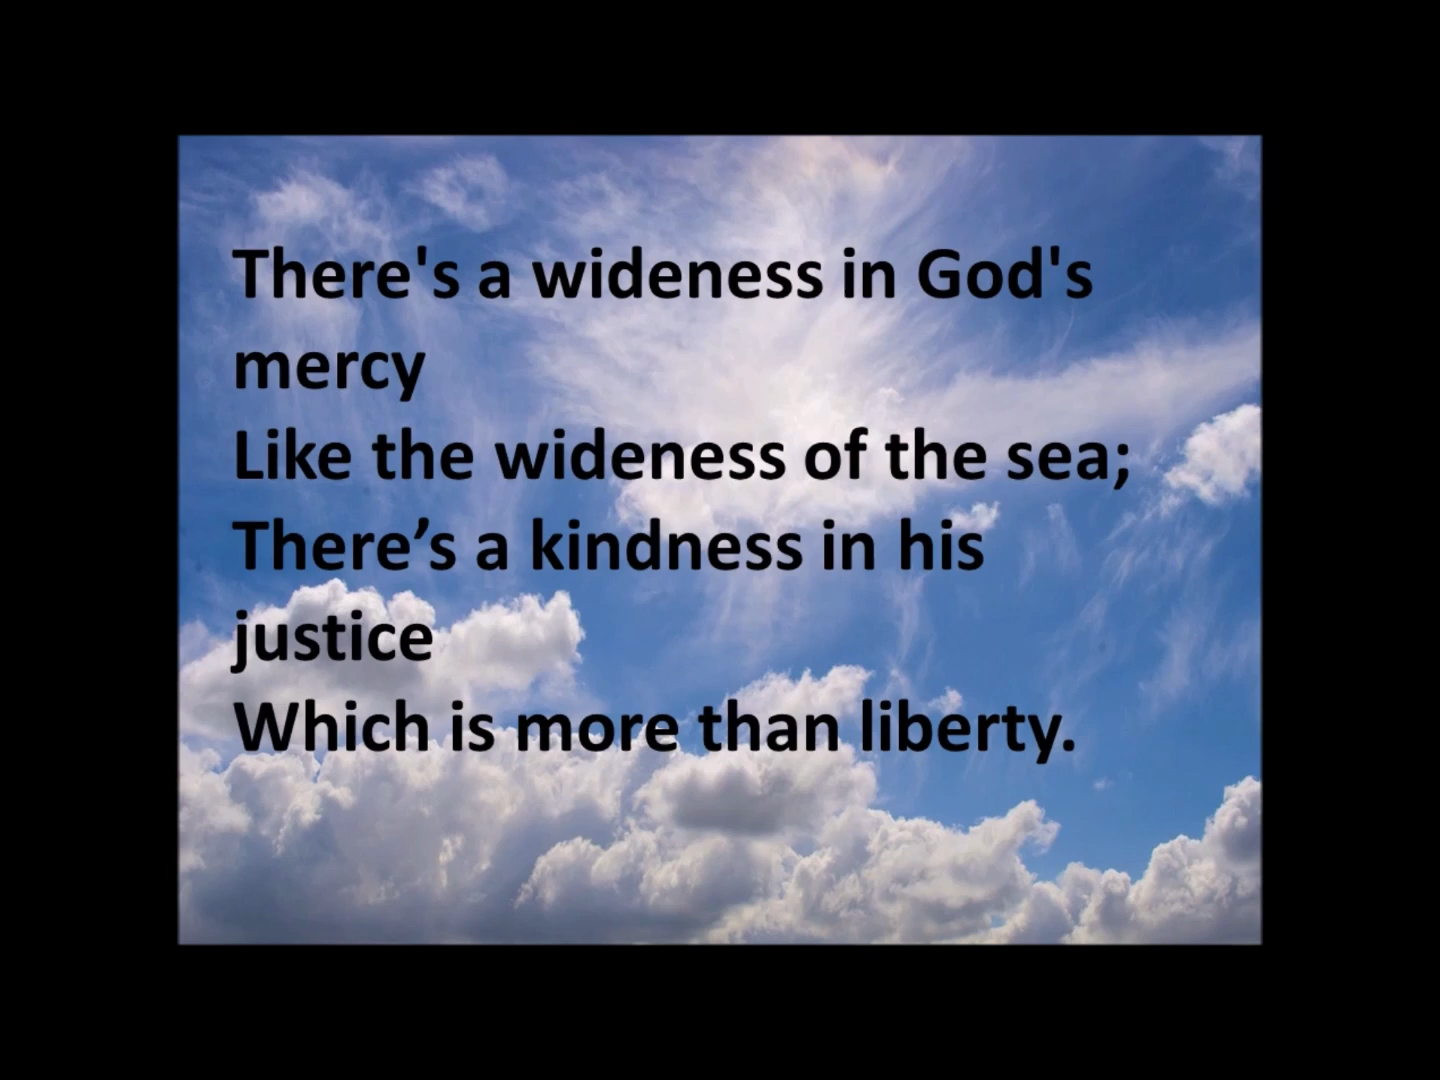 There's a wideness in God's
mercy
Like the wideness of the sea;
There’s a kindness in his
justice
Which is more than liberty.